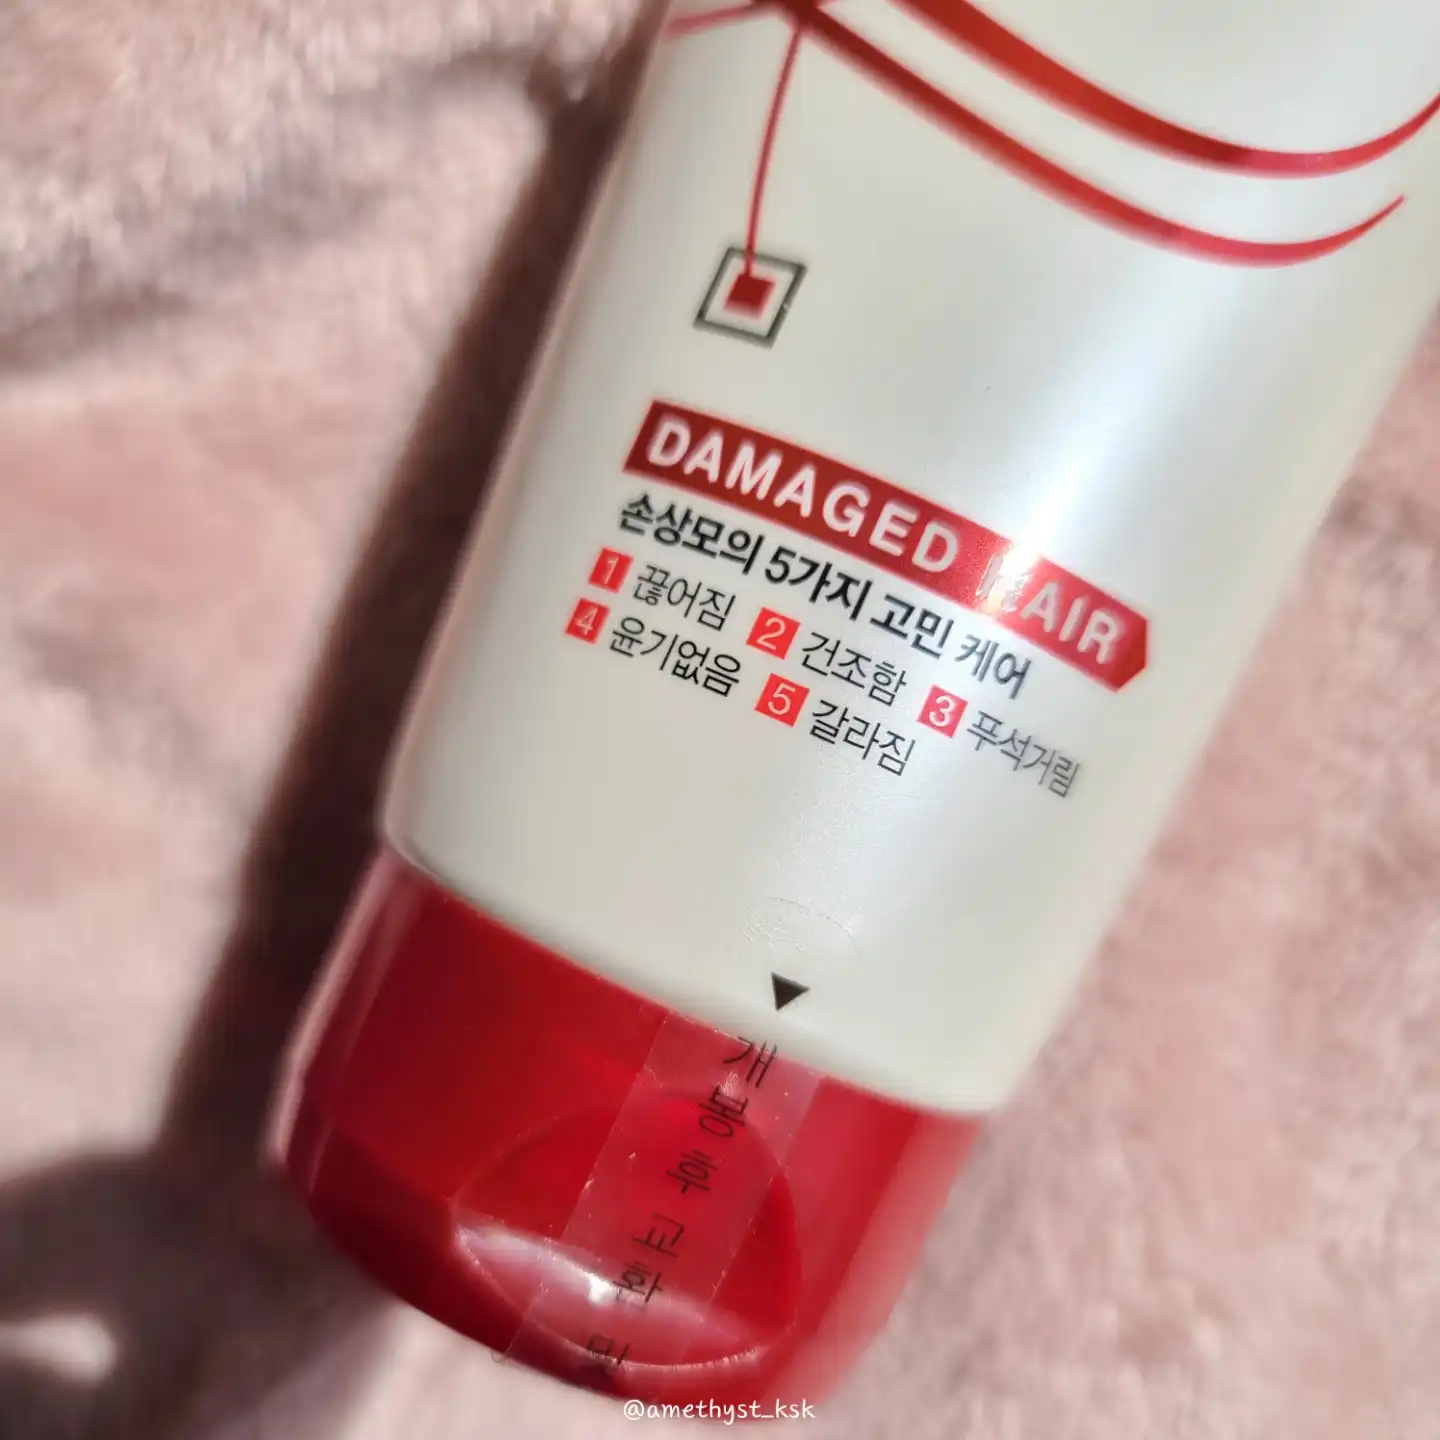 DAMAGED HAIR
손상모의 5가지 고민 케어
1 끊어짐 2 건조함 3 푸석거림
4 윤기없음 5 갈라짐
개봉후 교환 및
@amethyst_ksk